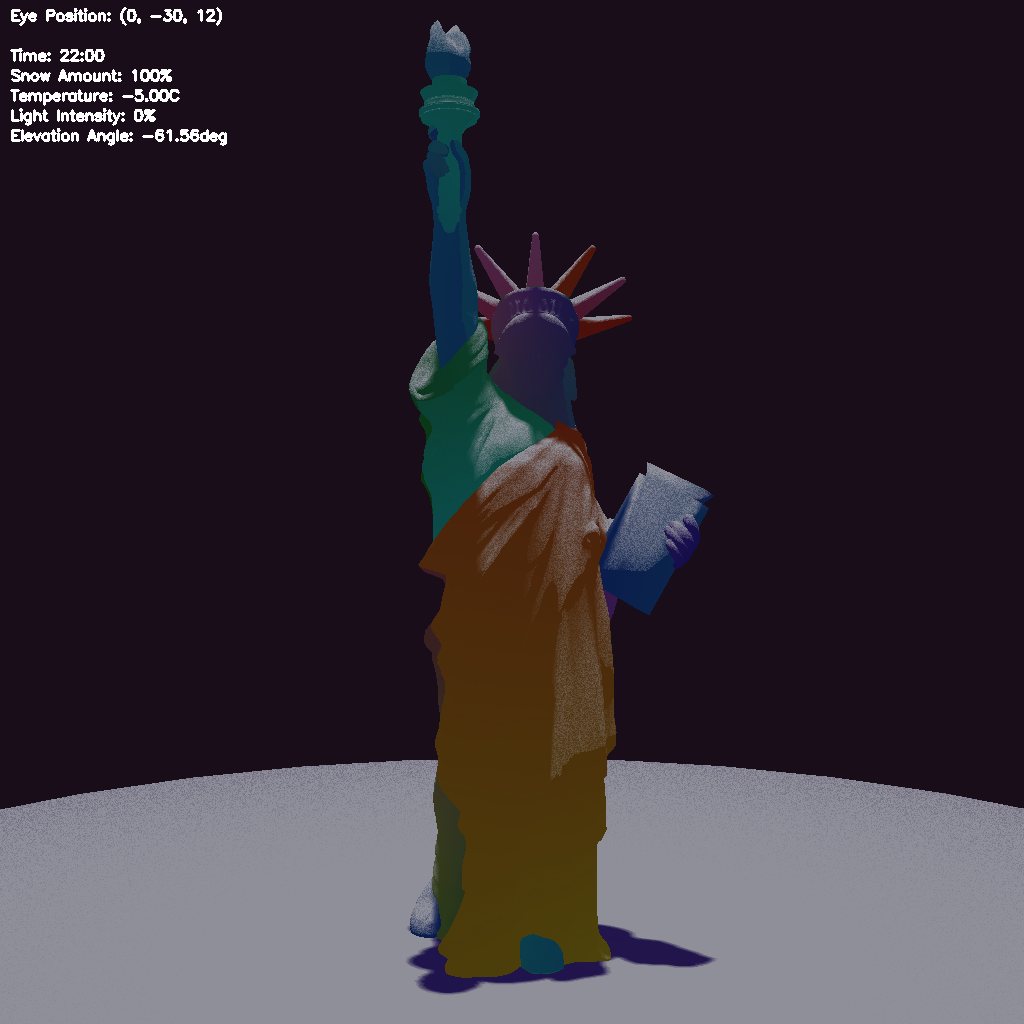 Eye Position: (0, -30, 12)
Time: 22:00
Snow Amount: 100%
Temperature: -5.00C
Light Intensity: 0%
Elevation Angle: -61.56deg